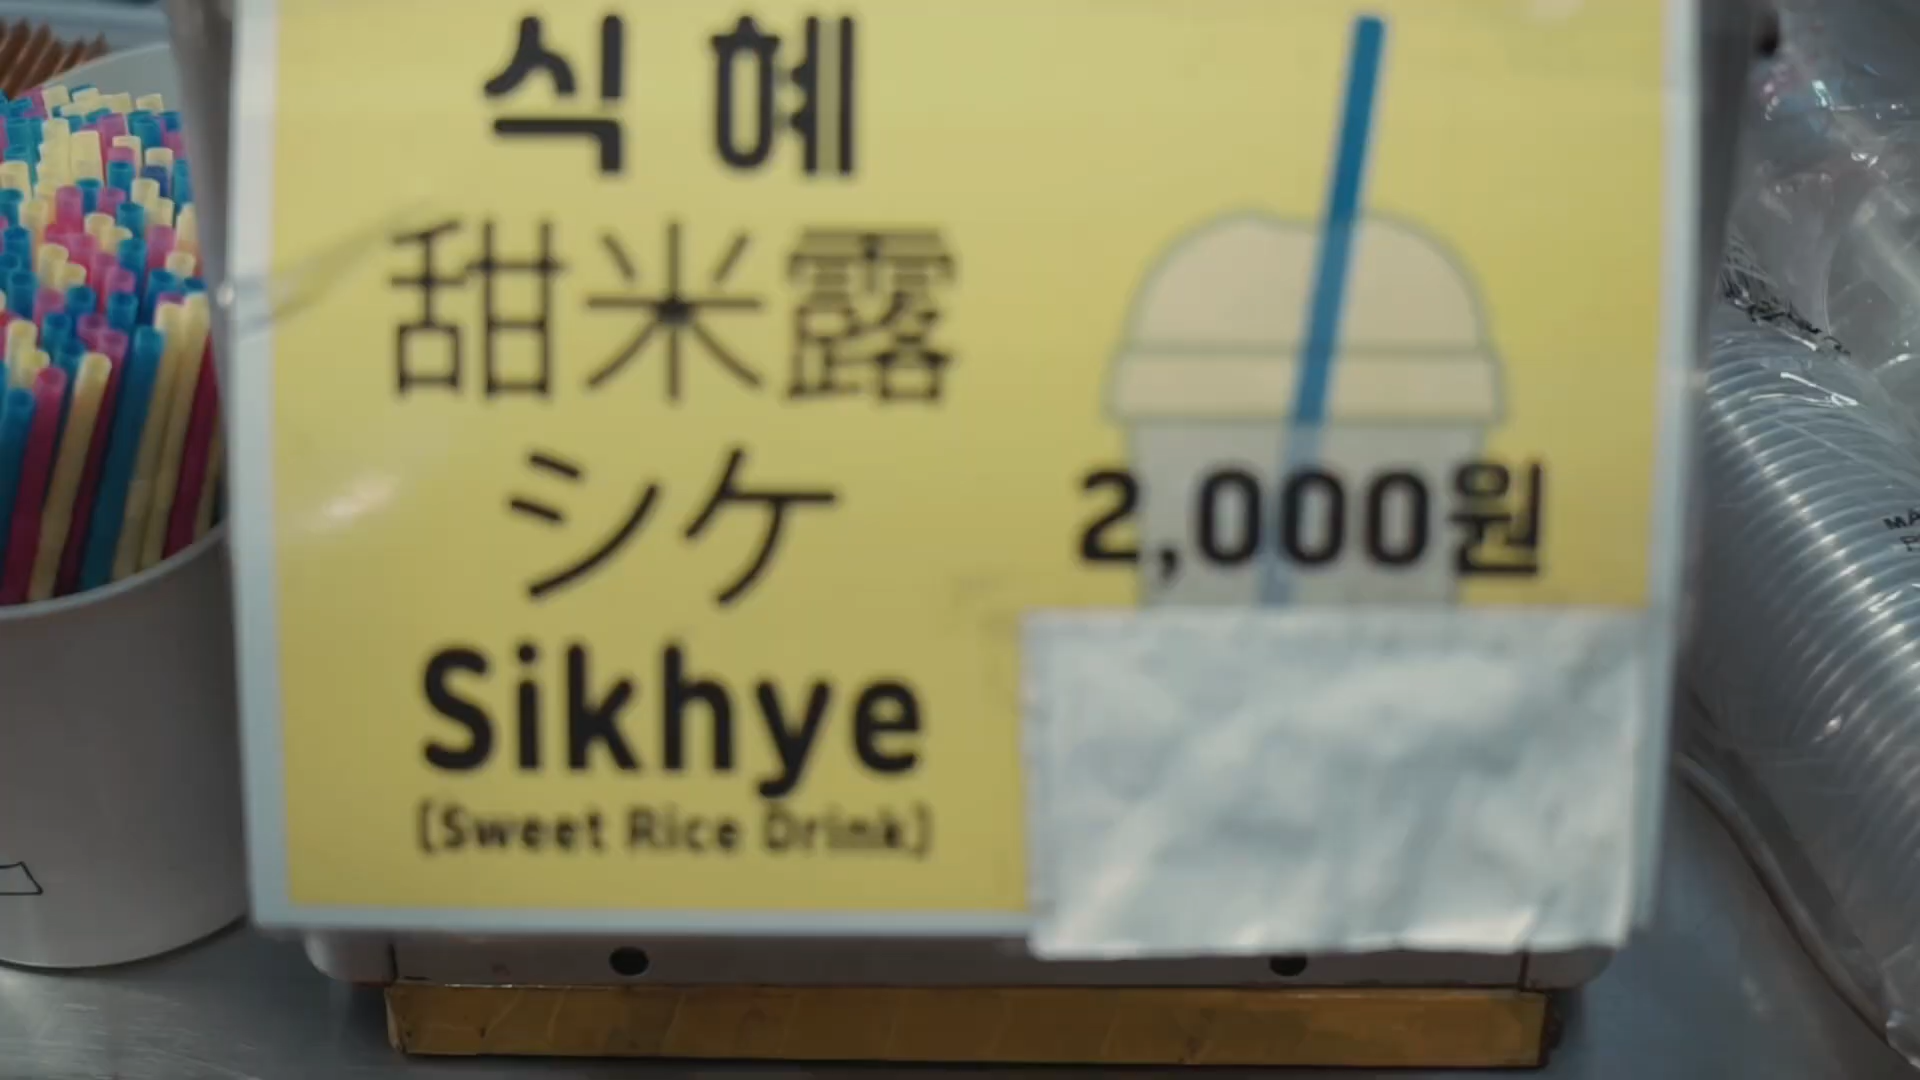 식혜
甜米露
シケ
Sikhye
[Sweet Rice Drink]
2,000원